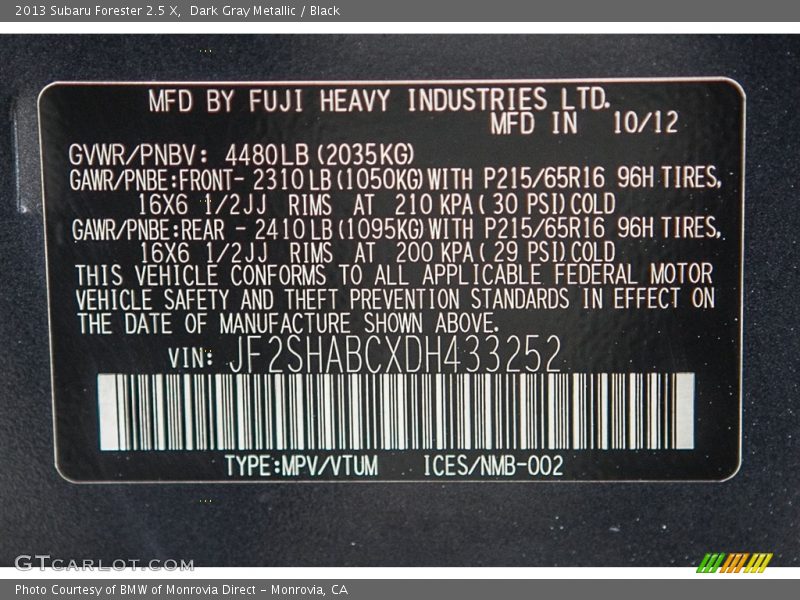 2013 Subaru Forester 2.5 X, Dark Gray Metallic / Black
MFD BY FUJI HEAVY INDUSTRIES LTD.
MFD IN 10/12
GVWR/PNBV: 4480LB(2035KG)
GAWR/PNBE:FRONT- 2310LB(1050KG)WITH P215/65R16 96H TIRES,
16X6 1/2JJ RIMS AT 210 KPA( 30 PSI)COLD
GAWR/PNBE:REAR - 2410LB(1095KG)WITH P215/65R16 96H TIRES,
16X6 1/2JJ RIMS AT 200 KPA( 29 PSI)COLD
THIS VEHICLE CONFORMS TO ALL APPLICABLE FEDERAL MOTOR
VEHICLE SAFETY AND THEFT PREVENTION STANDARDS IN EFFECT ON
THE DATE OF MANUFACTURE SHOWN ABOVE.
VIN: JF2SHABCXDH433252
TYPE:MPV/VTUM ICES/NMB-002
GTCARLOT.COM
Photo Courtesy of BMW of Monrovia Direct - Monrovia, CA